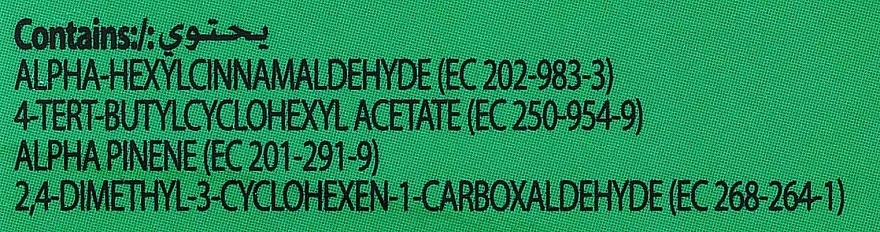 Contains:/:يحتوي
ALPHA-HEXYLCINNAMALDEHYDE (EC 202-983-3)
4-TERT-BUTYLCYCLOHEXYL ACETATE (EC 250-954-9)
ALPHA PINENE (EC 201-291-9)
2,4-DIMETHYL-3-CYCLOHEXEN-1-CARBOXALDEHYDE (EC 268-264-1)